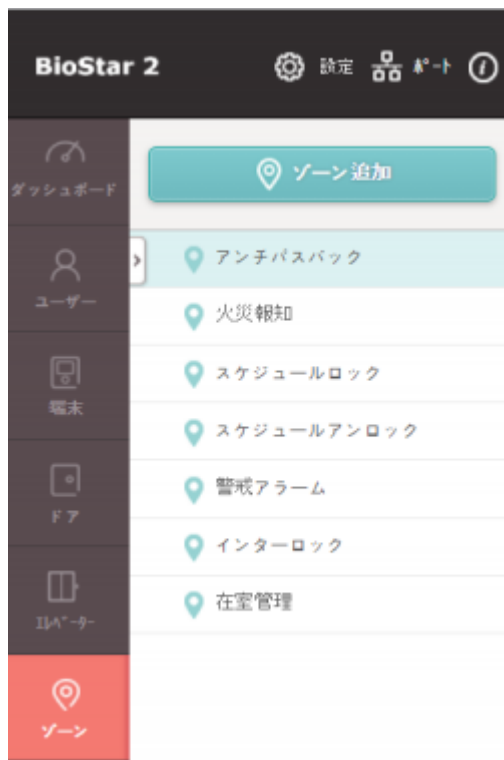 BioStar 2 設定 ポート
ダッシュボード
ユーザー
端末
ドア
エレベーター
ゾーン
ゾーン追加
アンチパスバック
火災報知
スケジュールロック
スケジュールアンロック
警戒アラーム
インターロック
在室管理